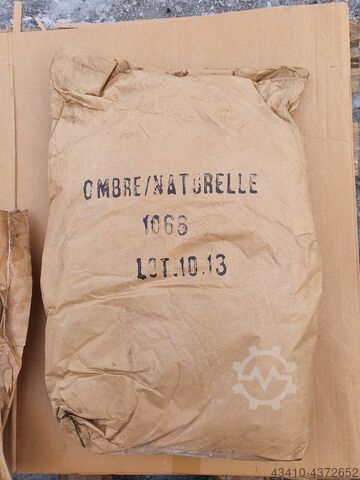 OMBRE/NATURELLE
1068
LOT.10.13
43410-4372652